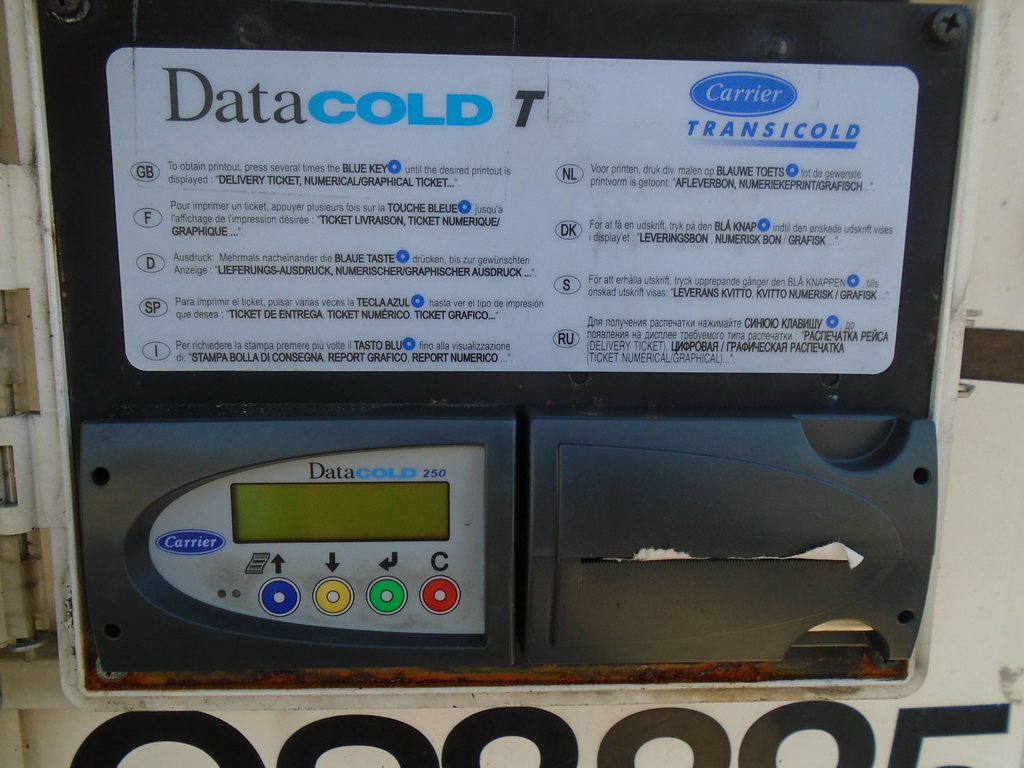 DataCOLD T
Carrier
TRANSICOLD
GB
To obtain printout, press several times the BLUE KEY until the desired printout is
displayed : "DELIVERY TICKET, NUMERICAL/GRAPHICAL TICKET...".
F
Pour imprimer un ticket, appuyer plusieurs fois sur la TOUCHE BLEUE jusqu'à
l'affichage de l'impression désirée : "TICKET LIVRAISON, TICKET NUMERIQUE/
GRAPHIQUE ...".
D
Ausdruck: Mehrmals nacheinander die BLAUE TASTE drücken, bis zur gewünschten
Anzeige : "LIEFERUNGS-AUSDRUCK, NUMERISCHER/GRAPHISCHER AUSDRUCK ...".
SP
Para imprimir el ticket, pulsar varias veces la TECLA AZUL hasta ver el tipo de impresión
que desea : "TICKET DE ENTREGA, TICKET NUMÉRICO, TICKET GRAFICO...".
I
Per richiedere la stampa premere più volte il TASTO BLU fino alla visualizzazione
di: "STAMPA BOLLA DI CONSEGNA, REPORT GRAFICO, REPORT NUMERICO ...".
NL
Voor printen, druk div. malen op BLAUWE TOETS tot de gewenste
printvorm is getoont: "AFLEVERBON, NUMERIEKEPRINT/GRAFISCH ..."
DK
For at få en udskrift, tryk på den BLÅ KNAP indtil den ønskede udskrift vises
i display'et : "LEVERINGSBON , NUMERISK BON / GRAFISK ...".
S
För att erhålla utskrift, tryck upprepande gånger den BLÅ KNAPPEN , tills
önskad utskrift visas: "LEVERANS KVITTO, KVITTO NUMERISK / GRAFISK ...".
RU
Для получения распечатки нажимайте СИНЮЮ КЛАВИШУ , до
появления на дисплее требуемого типа распечатки : "РАСПЕЧАТКА РЕЙСА
(DELIVERY TICKET), ЦИФРОВАЯ / ГРАФИЧЕСКАЯ РАСПЕЧАТКА
(TICKET NUMERICAL/GRAPHICAL)...".
DataCOLD 250
Carrier
C